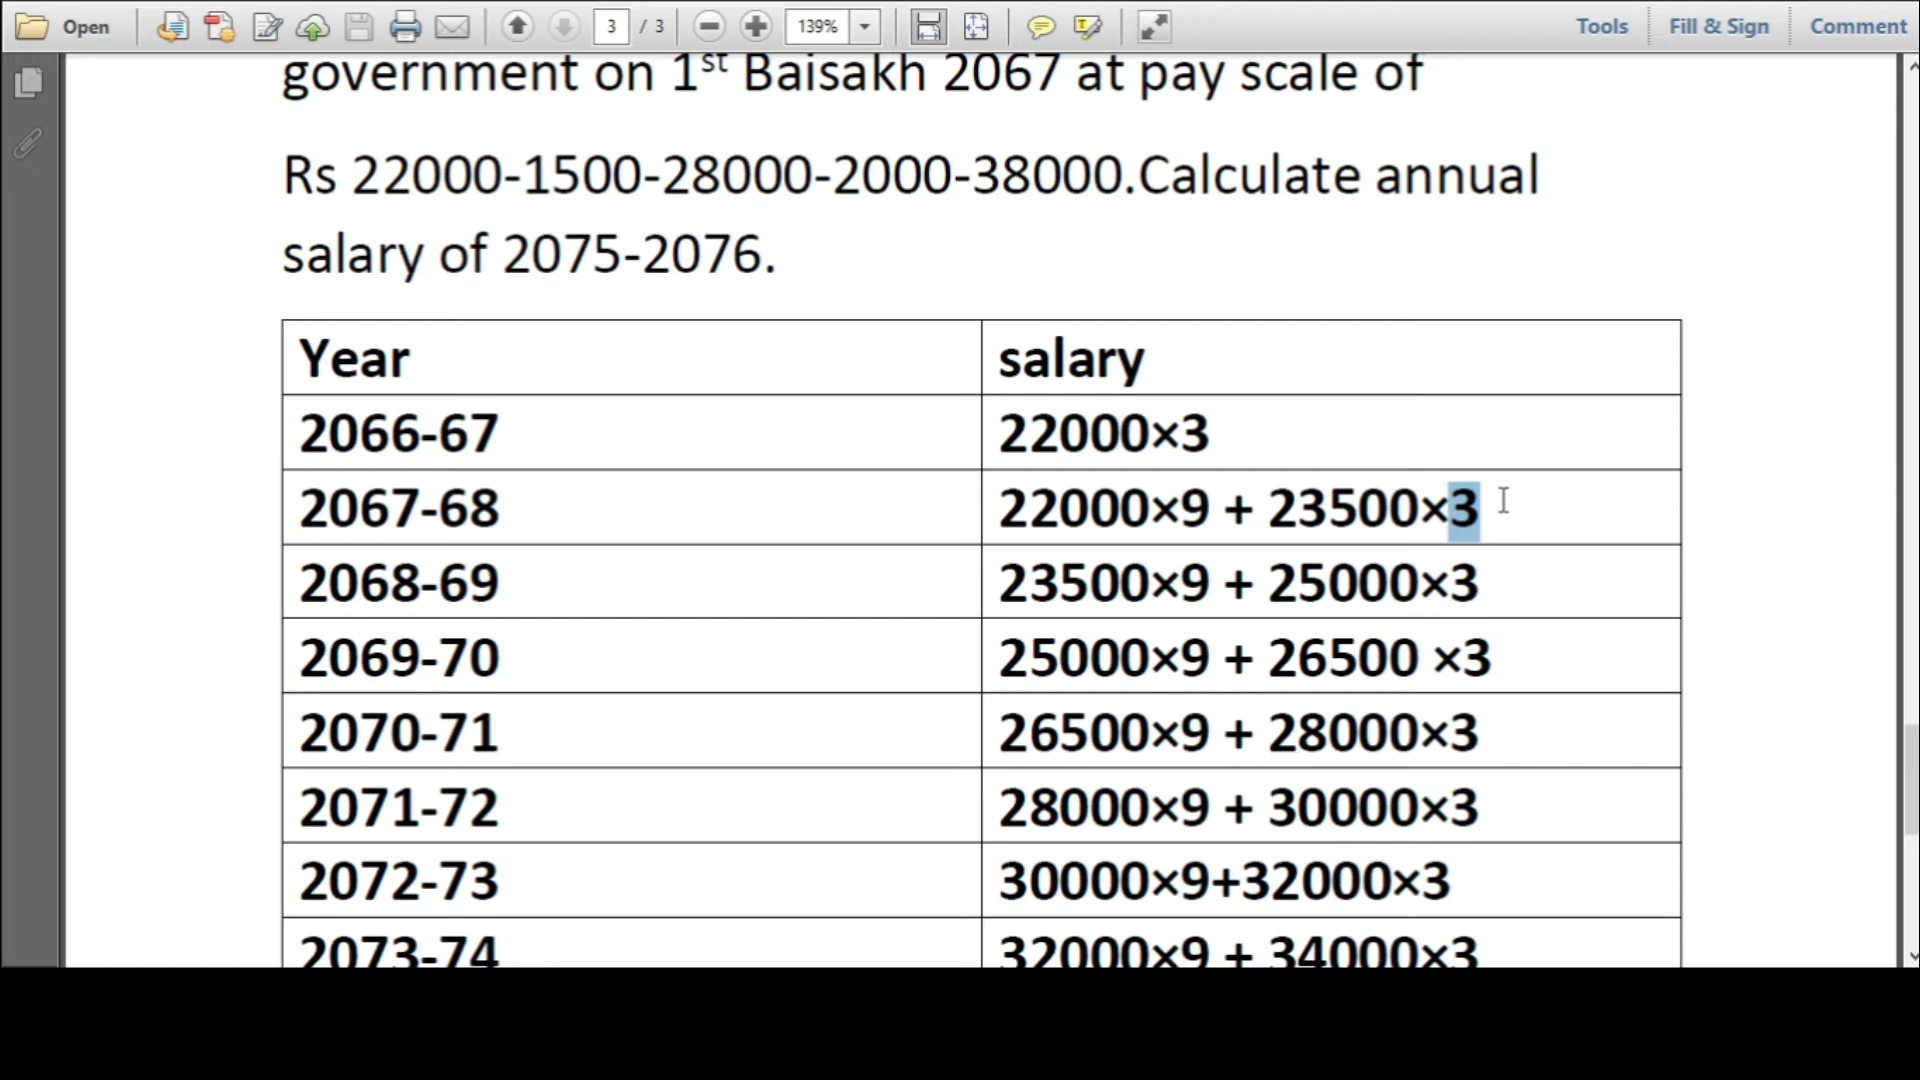 Open
3 / 3
139%
Tools
Fill & Sign
Comment
government on 1st Baisakh 2067 at pay scale of
Rs 22000-1500-28000-2000-38000.Calculate annual
salary of 2075-2076.
Year salary
2066-67 22000×3
2067-68 22000×9 + 23500×3
2068-69 23500×9 + 25000×3
2069-70 25000×9 + 26500 ×3
2070-71 26500×9 + 28000×3
2071-72 28000×9 + 30000×3
2072-73 30000×9+32000×3
2073-74 32000×9 + 34000×3